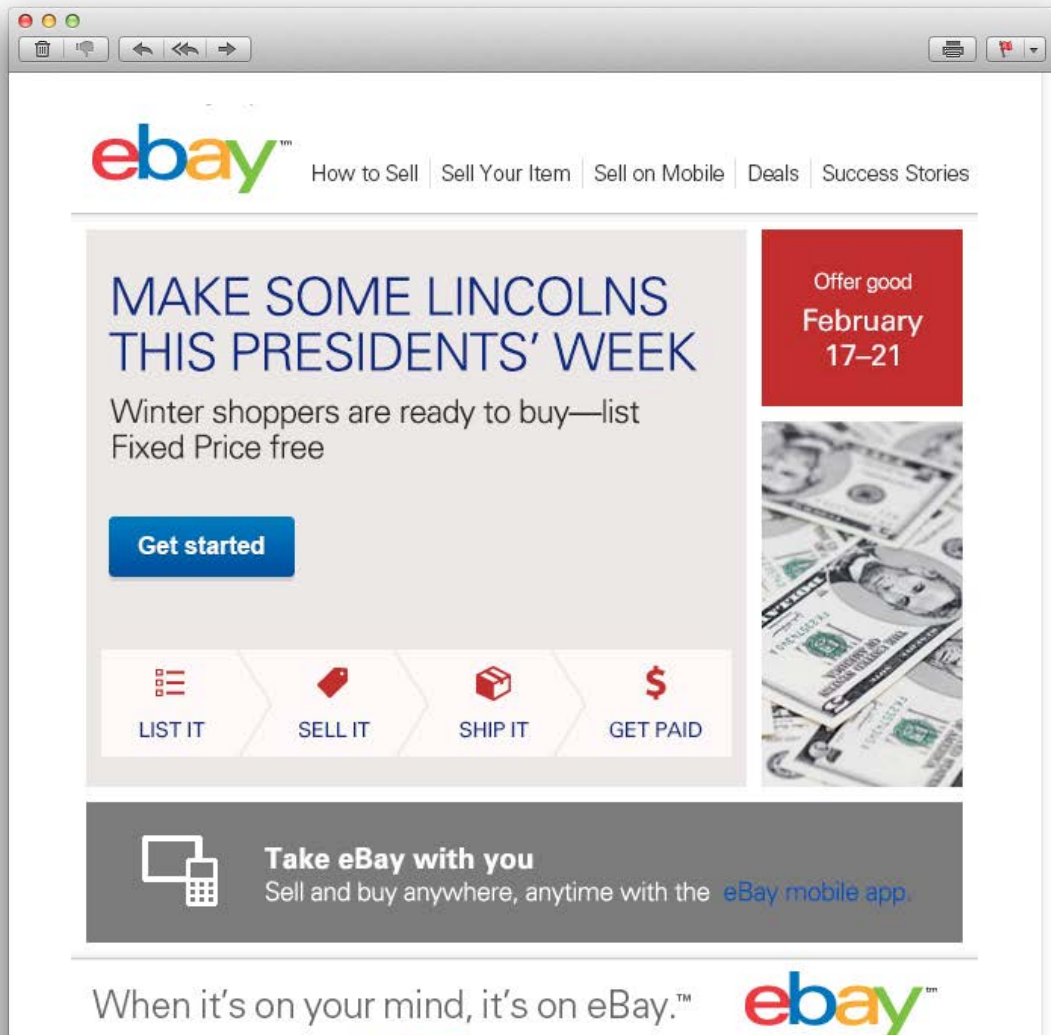 ebay™
How to Sell Sell Your Item Sell on Mobile Deals Success Stories
MAKE SOME LINCOLNS
THIS PRESIDENTS' WEEK
Winter shoppers are ready to buy—list
Fixed Price free
Get started
LIST IT SELL IT SHIP IT GET PAID
Offer good
February
17–21
Take eBay with you
Sell and buy anywhere, anytime with the eBay mobile app.
When it's on your mind, it's on eBay.™
ebay™